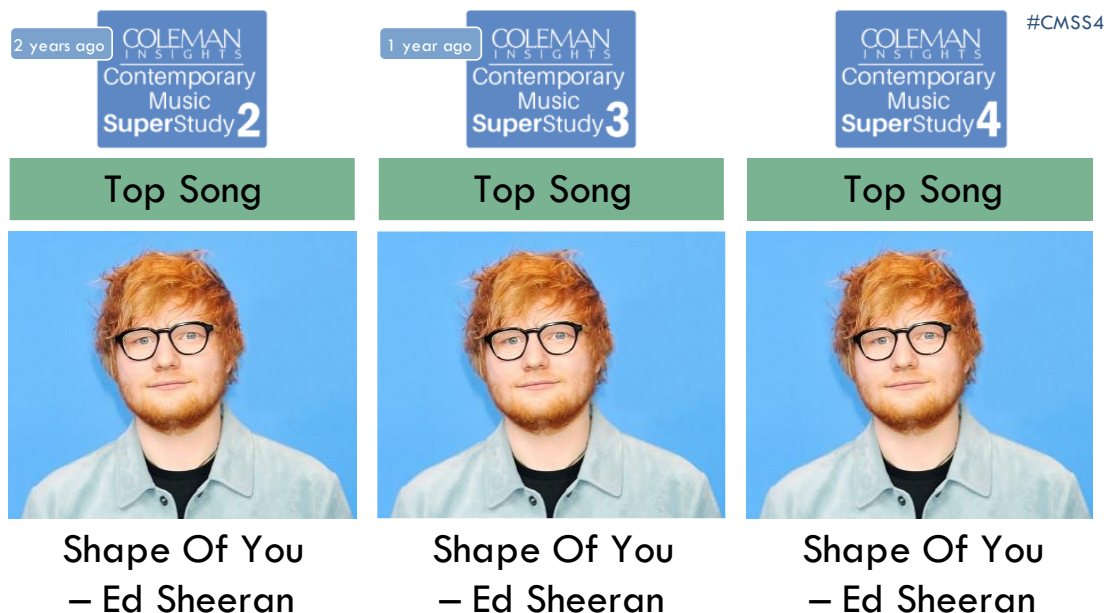 #CMSS4
2 years ago
COLEMAN
INSIGHTS
Contemporary
Music
SuperStudy2
1 year ago
COLEMAN
INSIGHTS
Contemporary
Music
SuperStudy3
COLEMAN
INSIGHTS
Contemporary
Music
SuperStudy4
Top Song
Top Song
Top Song
Shape Of You
– Ed Sheeran
Shape Of You
– Ed Sheeran
Shape Of You
– Ed Sheeran